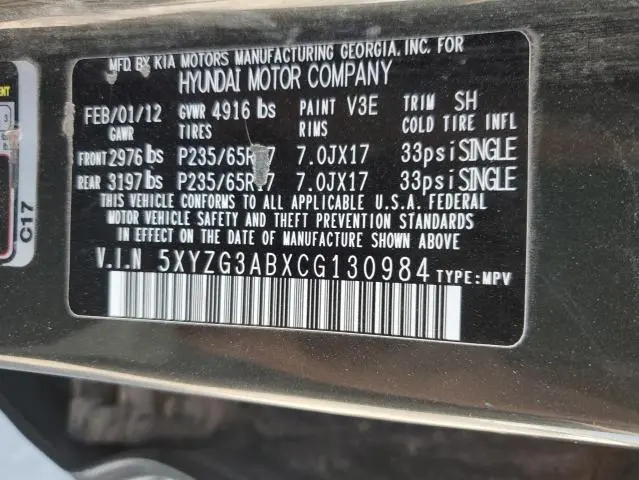 MFD. BY KIA MOTORS MANUFACTURING GEORGIA, INC. FOR
HYUNDAI MOTOR COMPANY
FEB/01/12 GVWR 4916 lbs PAINT V3E TRIM SH
GAWR TIRES RIMS COLD TIRE INFL
FRONT 2976 lbs P235/65R17 7.0JX17 33psi SINGLE
REAR 3197 lbs P235/65R17 7.0JX17 33psi SINGLE
THIS VEHICLE CONFORMS TO ALL APPLICABLE U.S.A. FEDERAL
MOTOR VEHICLE SAFETY AND THEFT PREVENTION STANDARDS
IN EFFECT ON THE DATE OF MANUFACTURE SHOWN ABOVE
V.I.N 5XYZG3ABXCG130984 TYPE:MPV
C17